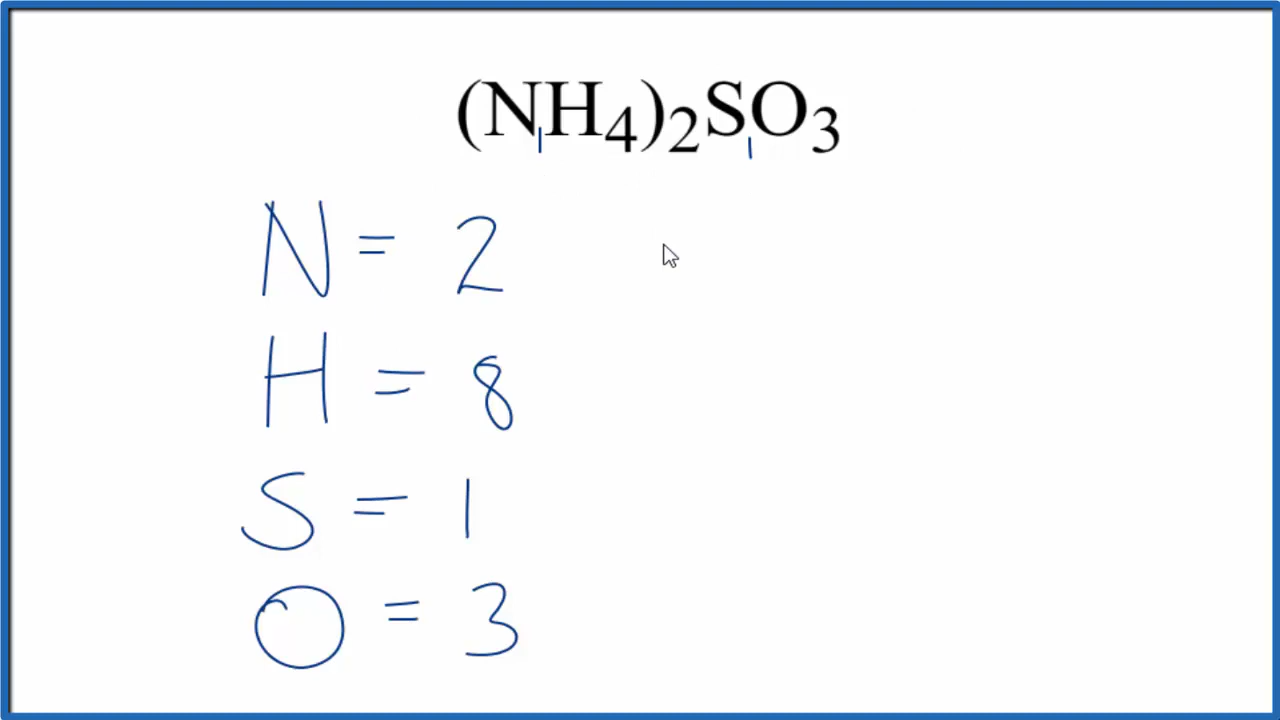 (NH₄)₂SO₃
N = 2
H = 8
S = 1
O = 3